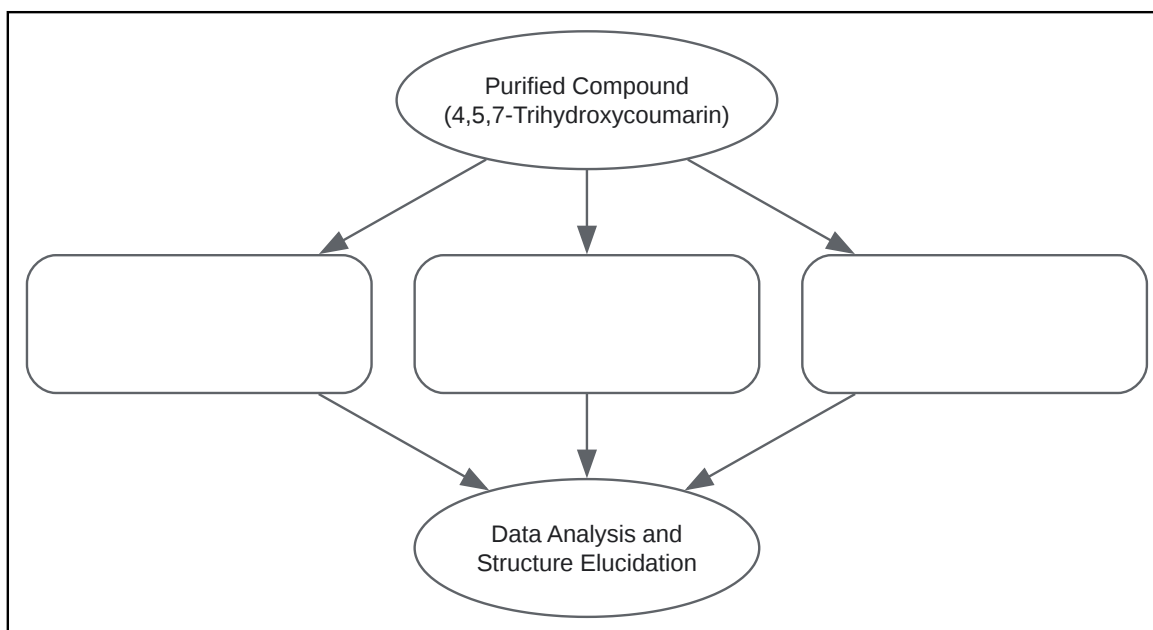 Purified Compound
(4,5,7-Trihydroxycoumarin)
Data Analysis and
Structure Elucidation